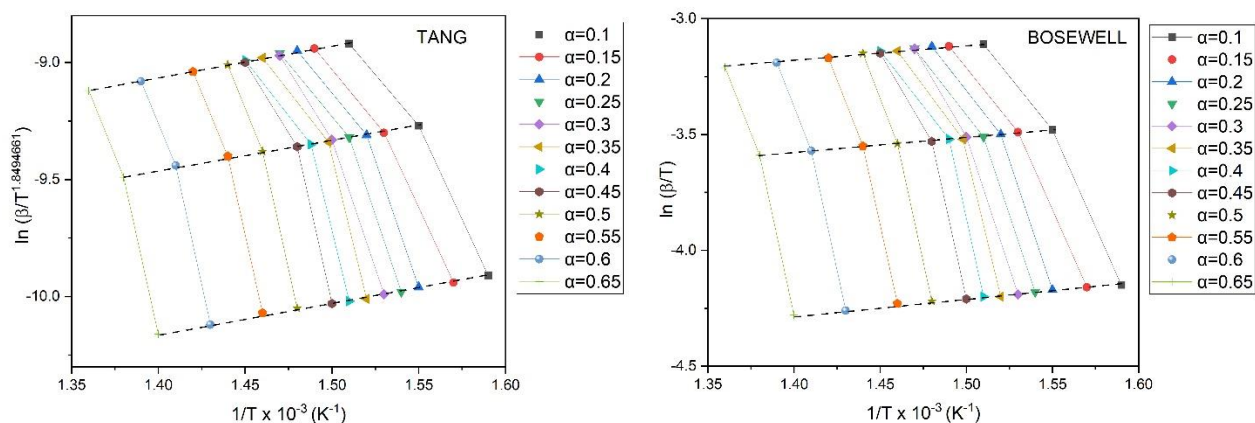 TANG
-9.0
-9.5
-10.0
ln (β/T^1.8494661)
1.35 1.40 1.45 1.50 1.55 1.60
1/T x 10^-3 (K^-1)
α=0.1
α=0.15
α=0.2
α=0.25
α=0.3
α=0.35
α=0.4
α=0.45
α=0.5
α=0.55
α=0.6
α=0.65
BOSEWELL
-3.0
-3.5
-4.0
-4.5
ln (β/T)
1.35 1.40 1.45 1.50 1.55 1.60
1/T x 10^-3 (K^-1)
α=0.1
α=0.15
α=0.2
α=0.25
α=0.3
α=0.35
α=0.4
α=0.45
α=0.5
α=0.55
α=0.6
α=0.65